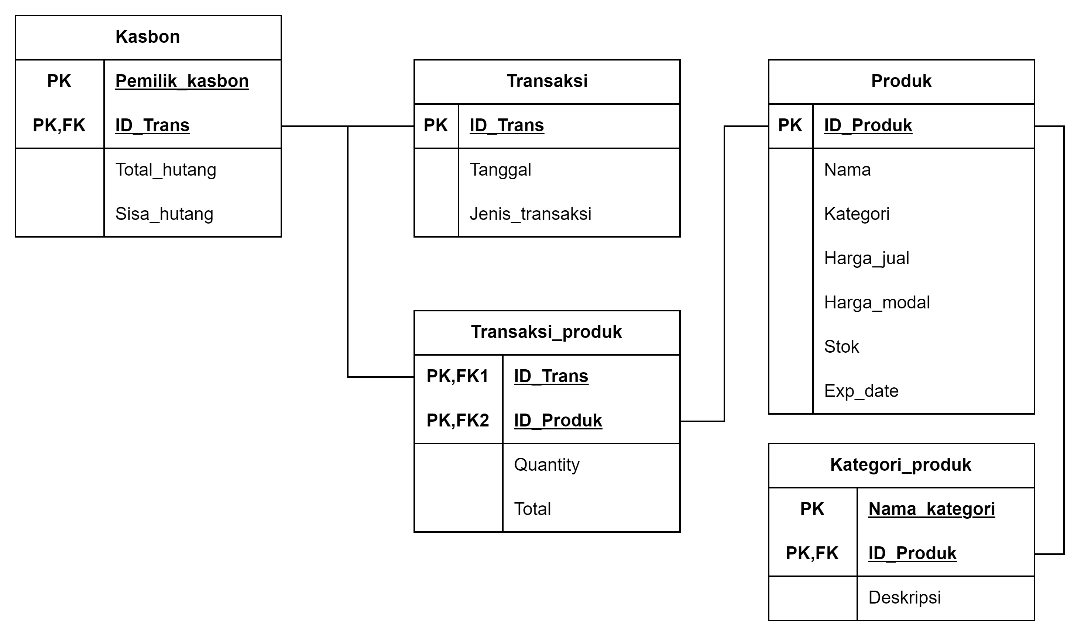 Kasbon
PK Pemilik_kasbon
PK,FK ID_Trans
Total_hutang
Sisa_hutang
Transaksi
PK ID_Trans
Tanggal
Jenis_transaksi
Transaksi_produk
PK,FK1 ID_Trans
PK,FK2 ID_Produk
Quantity
Total
Produk
PK ID_Produk
Nama
Kategori
Harga_jual
Harga_modal
Stok
Exp_date
Kategori_produk
PK Nama_kategori
PK,FK ID_Produk
Deskripsi